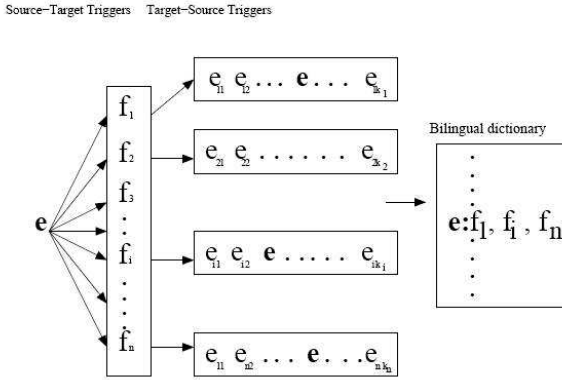 Source-Target Triggers Target-Source Triggers
f₁
e₁₁ e₁₂ ... e ... e₁ₖ₁
Bilingual dictionary
f₂
e₂₁ e₂₂ ...... e₂ₖ₂
f₃
e
e:f₁, fᵢ , fₙ
fᵢ
eᵢ₁ eᵢ₂ e ..... eᵢₖᵢ
fₙ
e₁₁ eₙ₂ ... e ... eₙₖₙ